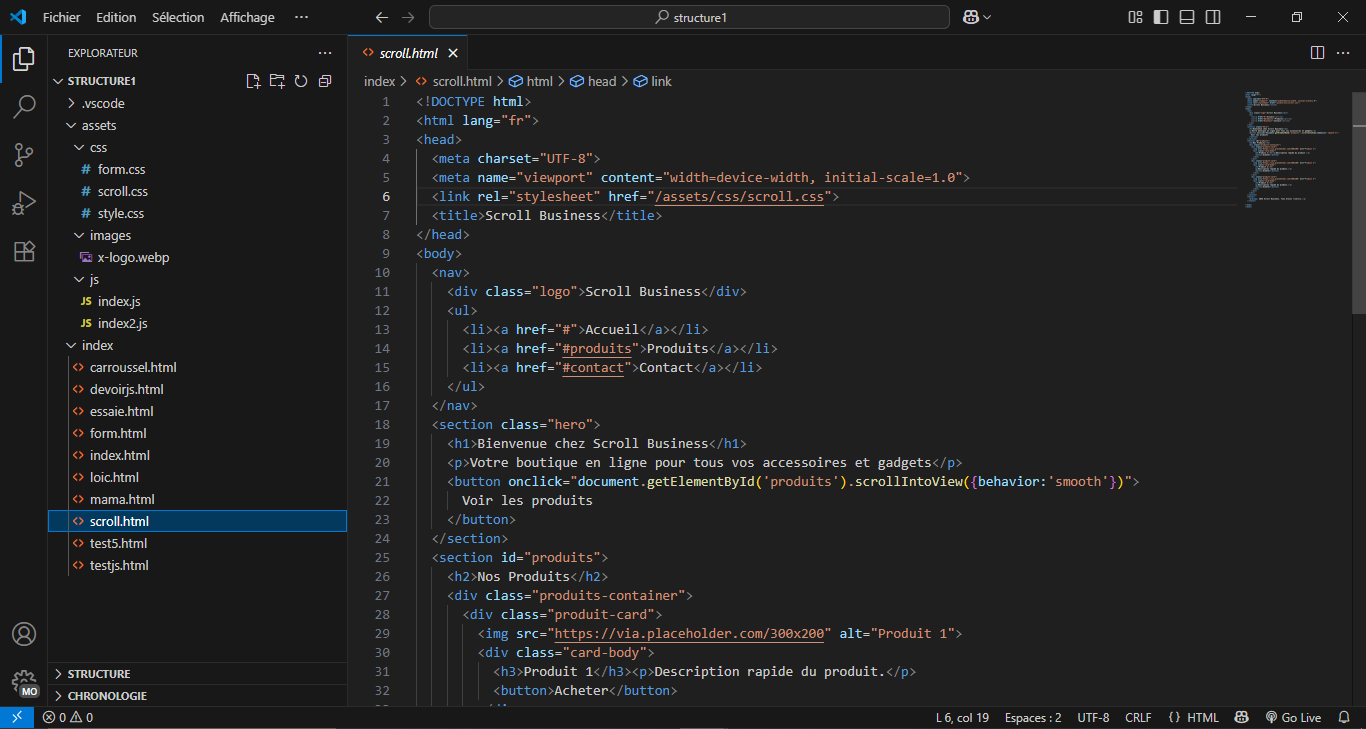 Fichier Edition Sélection Affichage ··· structure1
EXPLORATEUR ···
STRUCTURE1
.vscode
assets
css
# form.css
# scroll.css
# style.css
images
x-logo.webp
js
JS index.js
JS index2.js
index
<> carroussel.html
<> devoirjs.html
<> essaie.html
<> form.html
<> index.html
<> loic.html
<> mama.html
<> scroll.html
<> test5.html
<> testjs.html
STRUCTURE
CHRONOLOGIE
MO
<> scroll.html
index > <> scroll.html > html > head > link
1 <!DOCTYPE html>
2 <html lang="fr">
3 <head>
4 <meta charset="UTF-8">
5 <meta name="viewport" content="width=device-width, initial-scale=1.0">
6 <link rel="stylesheet" href="/assets/css/scroll.css">
7 <title>Scroll Business</title>
8 </head>
9 <body>
10 <nav>
11 <div class="logo">Scroll Business</div>
12 <ul>
13 <li><a href="#">Accueil</a></li>
14 <li><a href="#produits">Produits</a></li>
15 <li><a href="#contact">Contact</a></li>
16 </ul>
17 </nav>
18 <section class="hero">
19 <h1>Bienvenue chez Scroll Business</h1>
20 <p>Votre boutique en ligne pour tous vos accessoires et gadgets</p>
21 <button onclick="document.getElementById('produits').scrollIntoView({behavior:'smooth'})">
22 Voir les produits
23 </button>
24 </section>
25 <section id="produits">
26 <h2>Nos Produits</h2>
27 <div class="produits-container">
28 <div class="produit-card">
29 <img src="https://via.placeholder.com/300x200" alt="Produit 1">
30 <div class="card-body">
31 <h3>Produit 1</h3><p>Description rapide du produit.</p>
32 <button>Acheter</button>
0 0 L 6, col 19 Espaces : 2 UTF-8 CRLF {} HTML Go Live